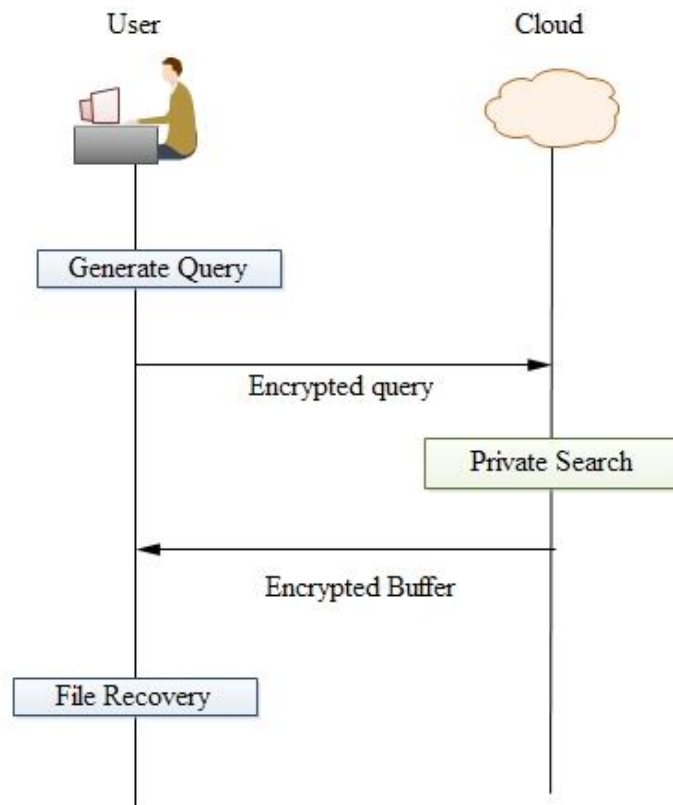 User
Cloud
Generate Query
Encrypted query
Private Search
Encrypted Buffer
File Recovery